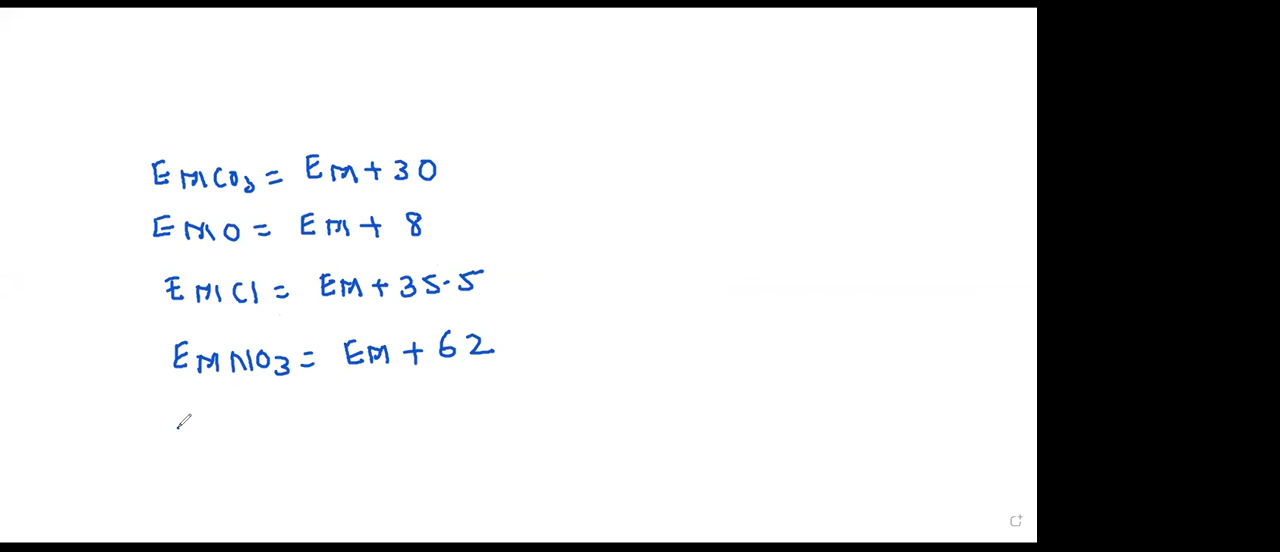 EMCO3 = EM + 30
EMO = EM + 8
EMCl = EM + 35.5
EMNO3 = EM + 62